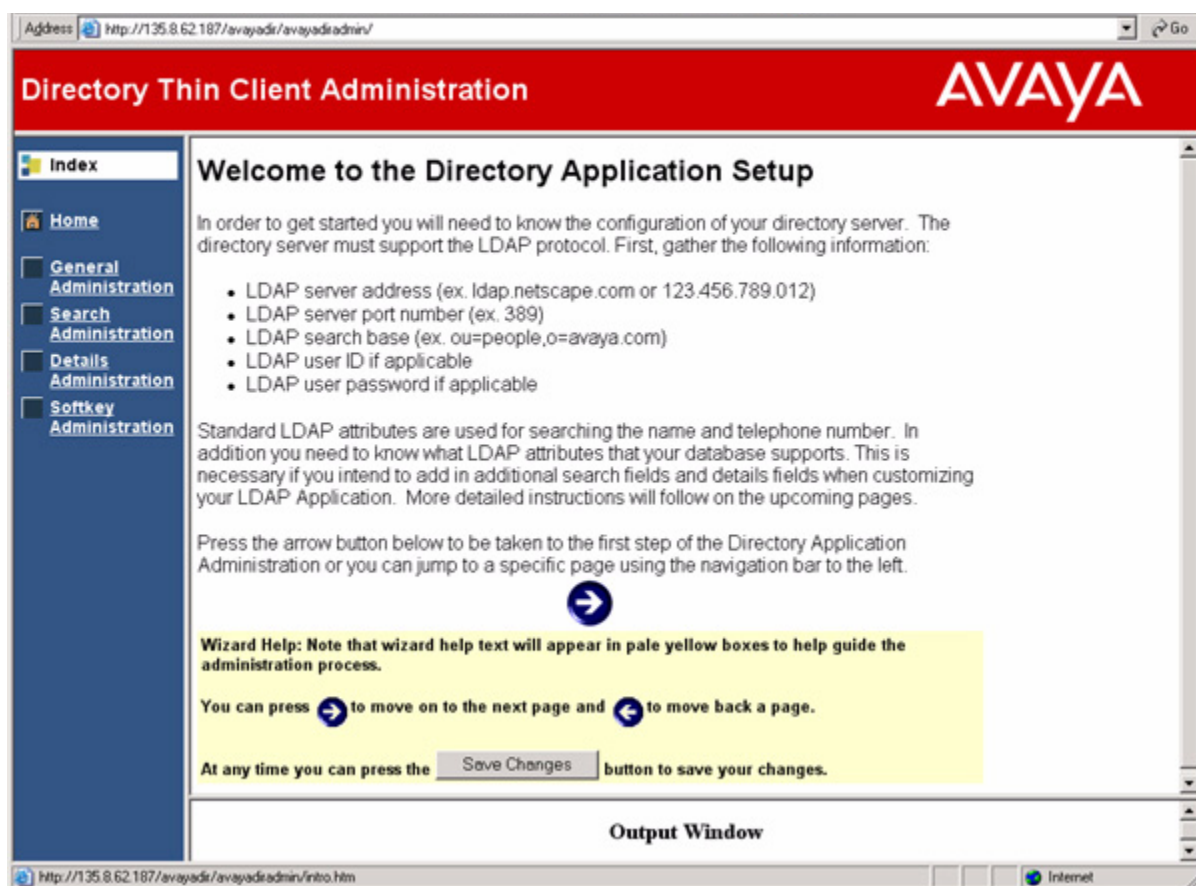 Address http://135.8.62.187/avayadir/avayadiradmin/ Go
Directory Thin Client Administration
AVAYA
Index
Home
General
Administration
Search
Administration
Details
Administration
Softkey
Administration
Welcome to the Directory Application Setup
In order to get started you will need to know the configuration of your directory server. The
directory server must support the LDAP protocol. First, gather the following information:
• LDAP server address (ex. ldap.netscape.com or 123.456.789.012)
• LDAP server port number (ex. 389)
• LDAP search base (ex. ou=people,o=avaya.com)
• LDAP user ID if applicable
• LDAP user password if applicable
Standard LDAP attributes are used for searching the name and telephone number. In
addition you need to know what LDAP attributes that your database supports. This is
necessary if you intend to add in additional search fields and details fields when customizing
your LDAP Application. More detailed instructions will follow on the upcoming pages.
Press the arrow button below to be taken to the first step of the Directory Application
Administration or you can jump to a specific page using the navigation bar to the left.
Wizard Help: Note that wizard help text will appear in pale yellow boxes to help guide the
administration process.
You can press to move on to the next page and to move back a page.
At any time you can press the Save Changes button to save your changes.
Output Window
http://135.8.62.187/avayadir/avayadiradmin/intro.htm Internet